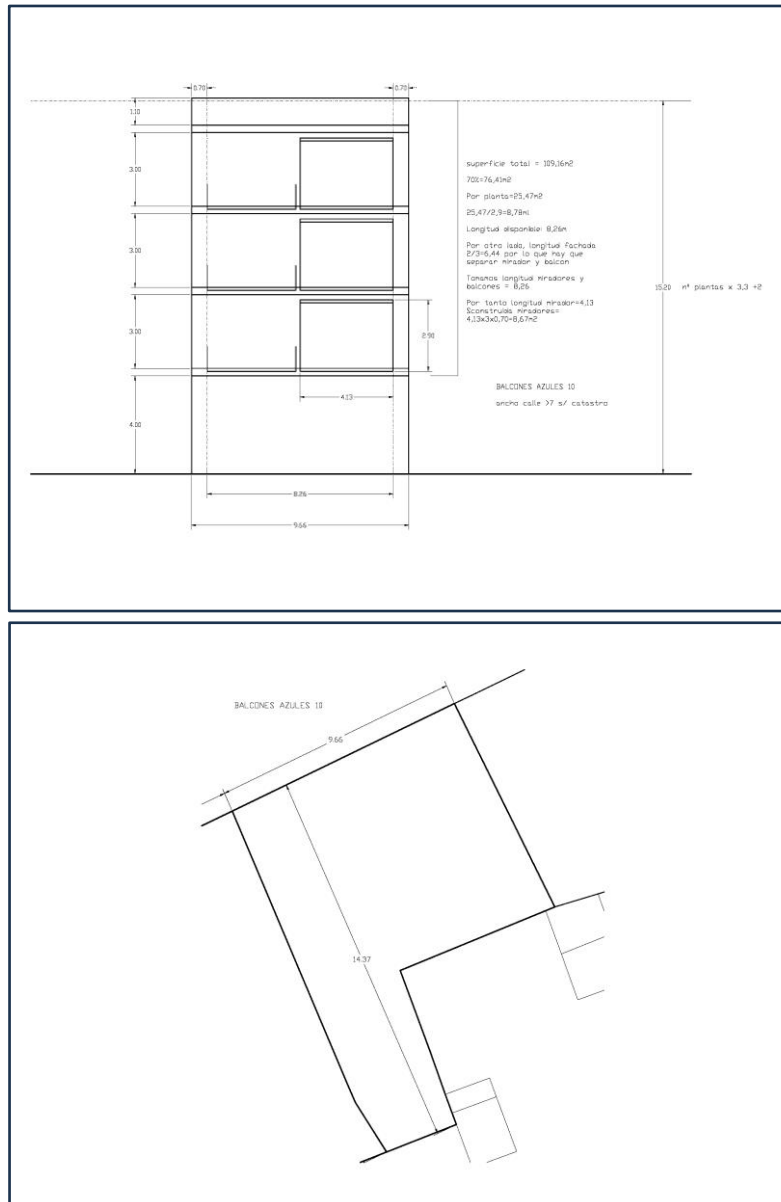 0.70
0.70
1.10
3.00
3.00
3.00
4.00
2.90
4.13
8.26
9.66
superficie total = 109,16m2
70%=76,41m2
Por planta=25,47m2
25,47/2,9=8,78ml
Longitud disponible: 8,26m
Por otro lado, longitud fachada
2/3=6,44 por lo que hay que
separar mirador y balcon
Tomamos longitud miradores y
balcones = 8,26
Por tanto longitud mirador=4,13
Sconstruida miradores=
4,13x3x0,70=8,67m2
15.20 nº plantas x 3,3 +2
BALCONES AZULES 10
ancho calle >7 s/ catastro
BALCONES AZULES 10
9.66
14.37